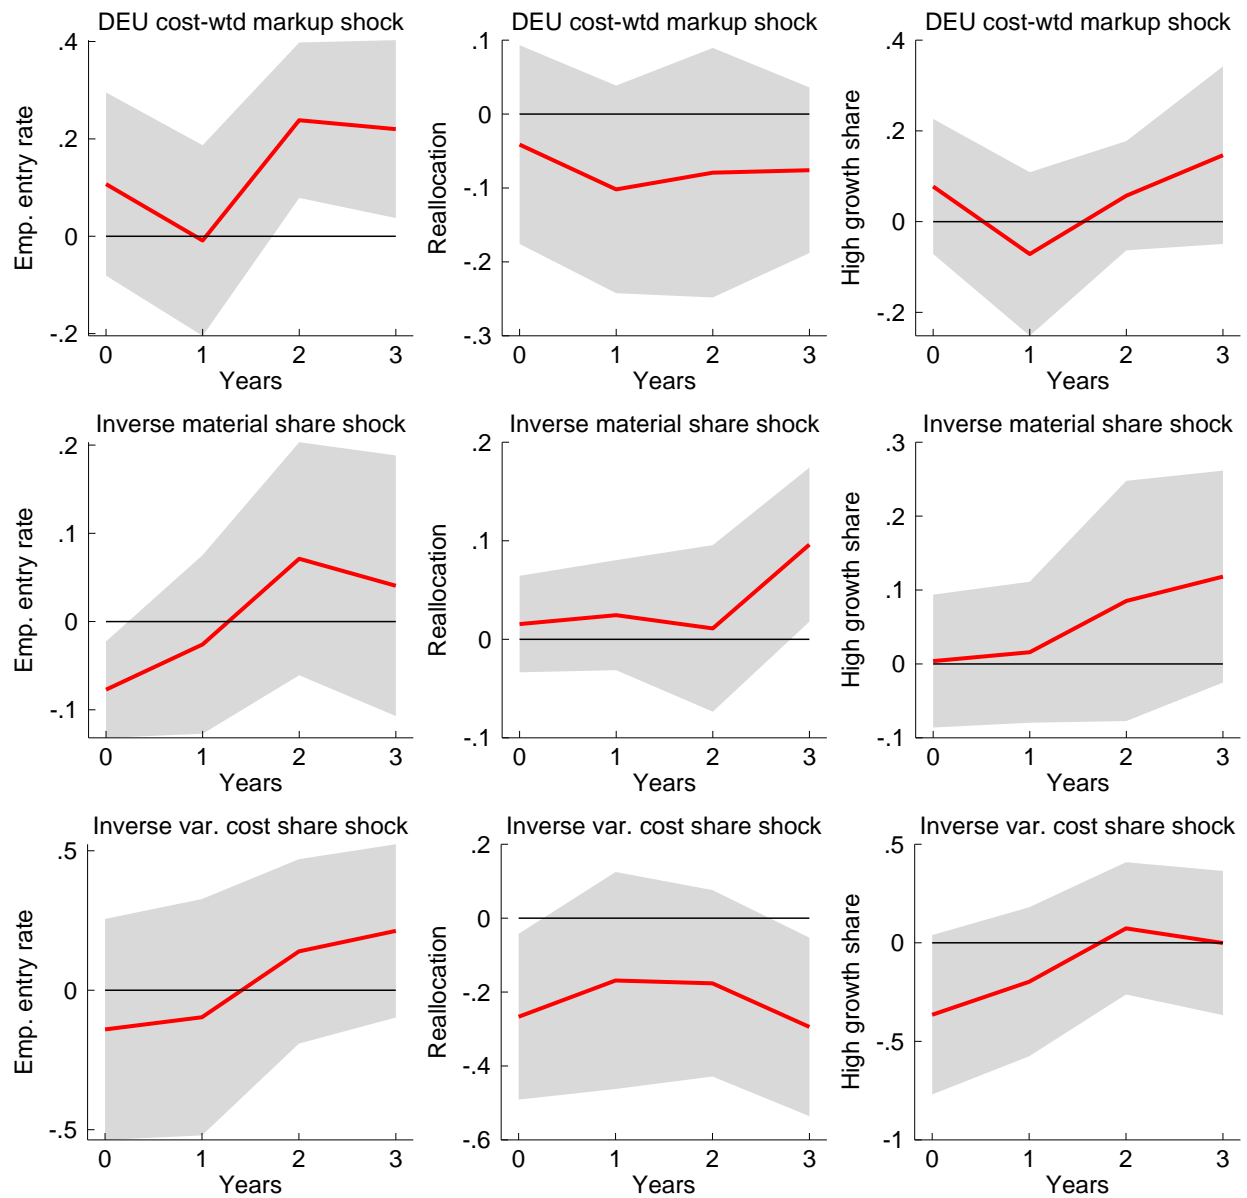 DEU cost-wtd markup shock
Emp. entry rate
.4
.2
0
-.2
0 1 2 3
Years
DEU cost-wtd markup shock
Reallocation
.1
0
-.1
-.2
-.3
0 1 2 3
Years
DEU cost-wtd markup shock
High growth share
.4
.2
0
-.2
0 1 2 3
Years
Inverse material share shock
Emp. entry rate
.2
.1
0
-.1
0 1 2 3
Years
Inverse material share shock
Reallocation
.2
.1
0
-.1
0 1 2 3
Years
Inverse material share shock
High growth share
.3
.2
.1
0
-.1
0 1 2 3
Years
Inverse var. cost share shock
Emp. entry rate
.5
0
-.5
0 1 2 3
Years
Inverse var. cost share shock
Reallocation
.2
0
-.2
-.4
-.6
0 1 2 3
Years
Inverse var. cost share shock
High growth share
.5
0
-.5
-1
0 1 2 3
Years